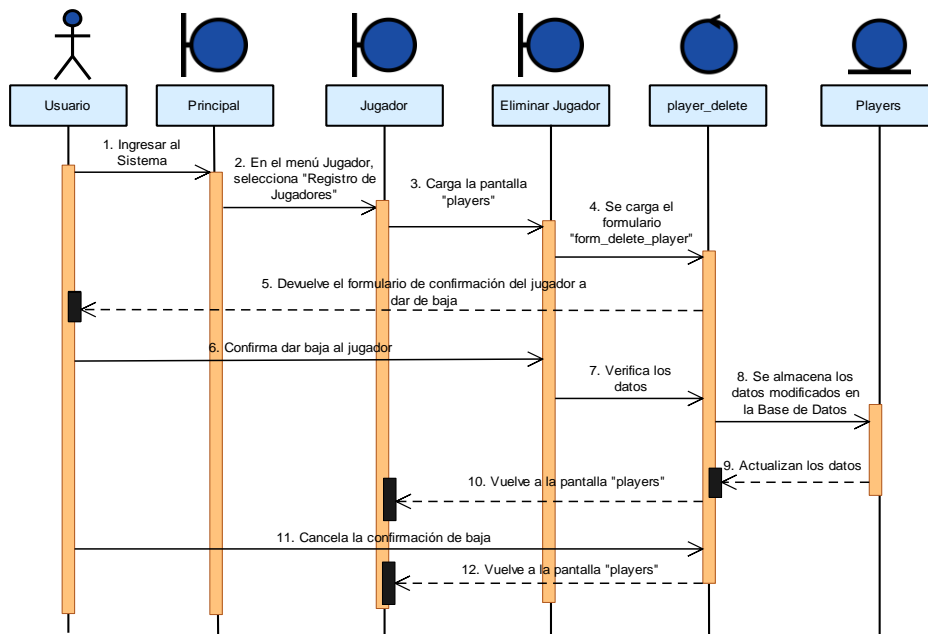 Usuario
Principal
Jugador
Eliminar Jugador
player_delete
Players
1. Ingresar al
Sistema
2. En el menú Jugador,
selecciona "Registro de
Jugadores"
3. Carga la pantalla
"players"
4. Se carga el
formulario
"form_delete_player"
5. Devuelve el formulario de confirmación del jugador a
dar de baja
6. Confirma dar baja al jugador
7. Verifica los
datos
8. Se almacena los
datos modificados en
la Base de Datos
9. Actualizan los datos
10. Vuelve a la pantalla "players"
11. Cancela la confirmación de baja
12. Vuelve a la pantalla "players"